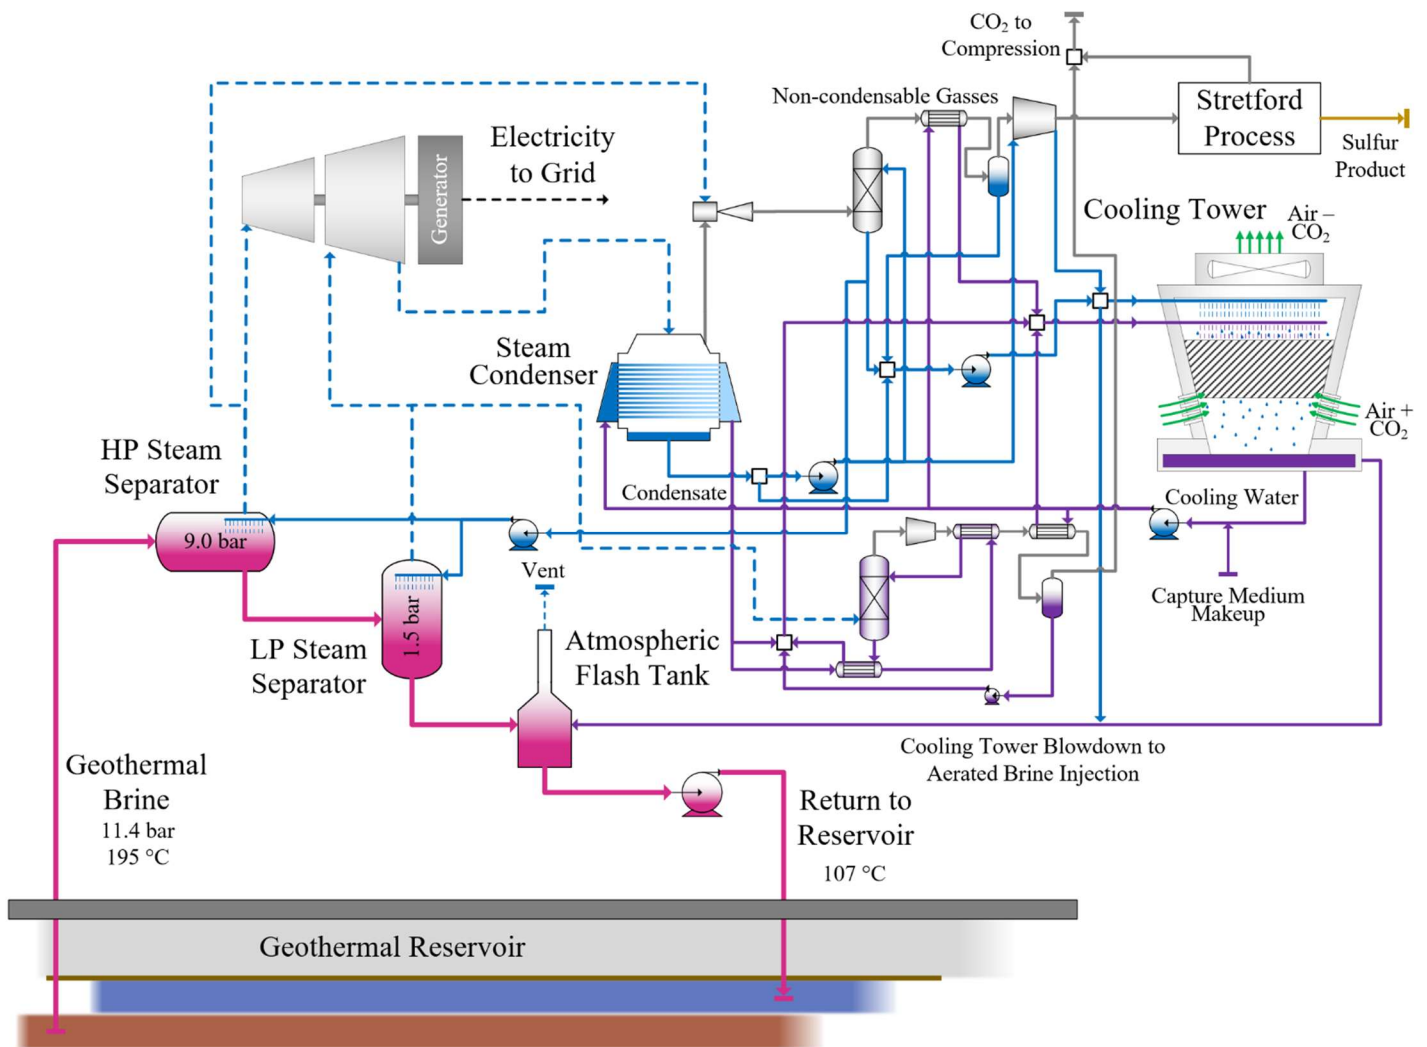 CO₂ to
Compression
Non-condensable Gasses
Stretford
Process
Sulfur
Product
Electricity
to Grid
Generator
Cooling Tower
Air –
CO₂
Steam
Condenser
Air +
CO₂
HP Steam
Separator
Condensate
Cooling Water
9.0 bar
Vent
Capture Medium
Makeup
1.5 bar
LP Steam
Separator
Atmospheric
Flash Tank
Cooling Tower Blowdown to
Aerated Brine Injection
Geothermal
Brine
11.4 bar
195 °C
Return to
Reservoir
107 °C
Geothermal Reservoir